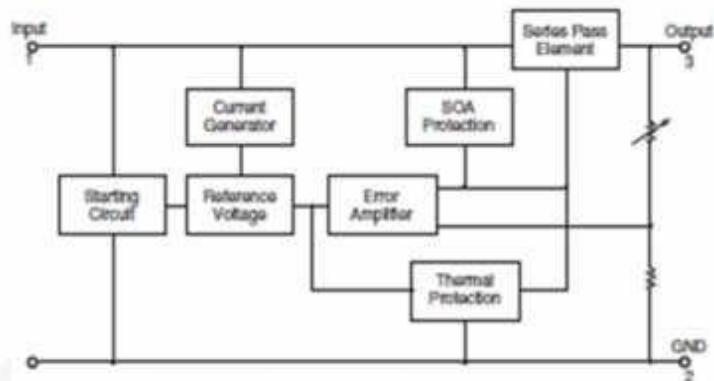 Input
1
Series Pass
Element
Output
3
Current
Generator
SOA
Protection
Starting
Circuit
Reference
Voltage
Error
Amplifier
Thermal
Protection
GND
2